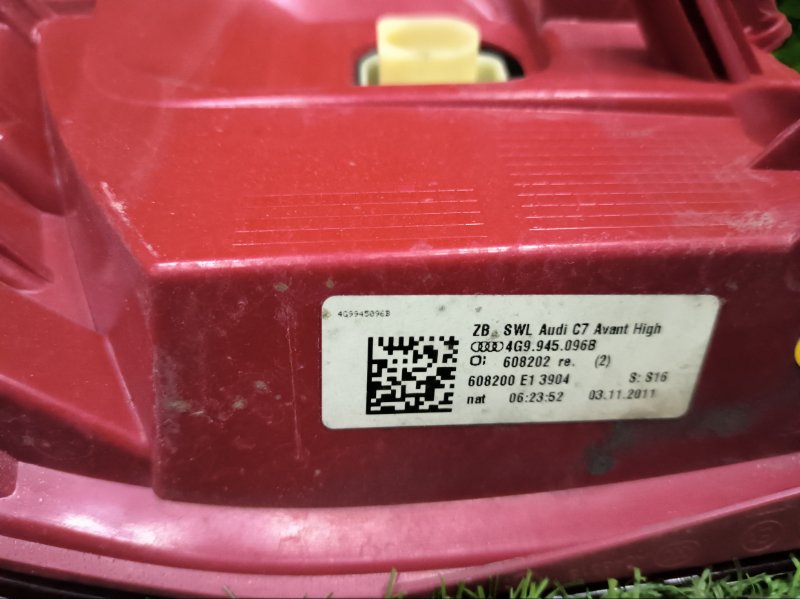 4G9945096B
ZB SWL Audi C7 Avant High
4G9.945.096B
608202 re. (2)
608200 E1 3904 S: S16
nat 06:23:52 03.11.2011